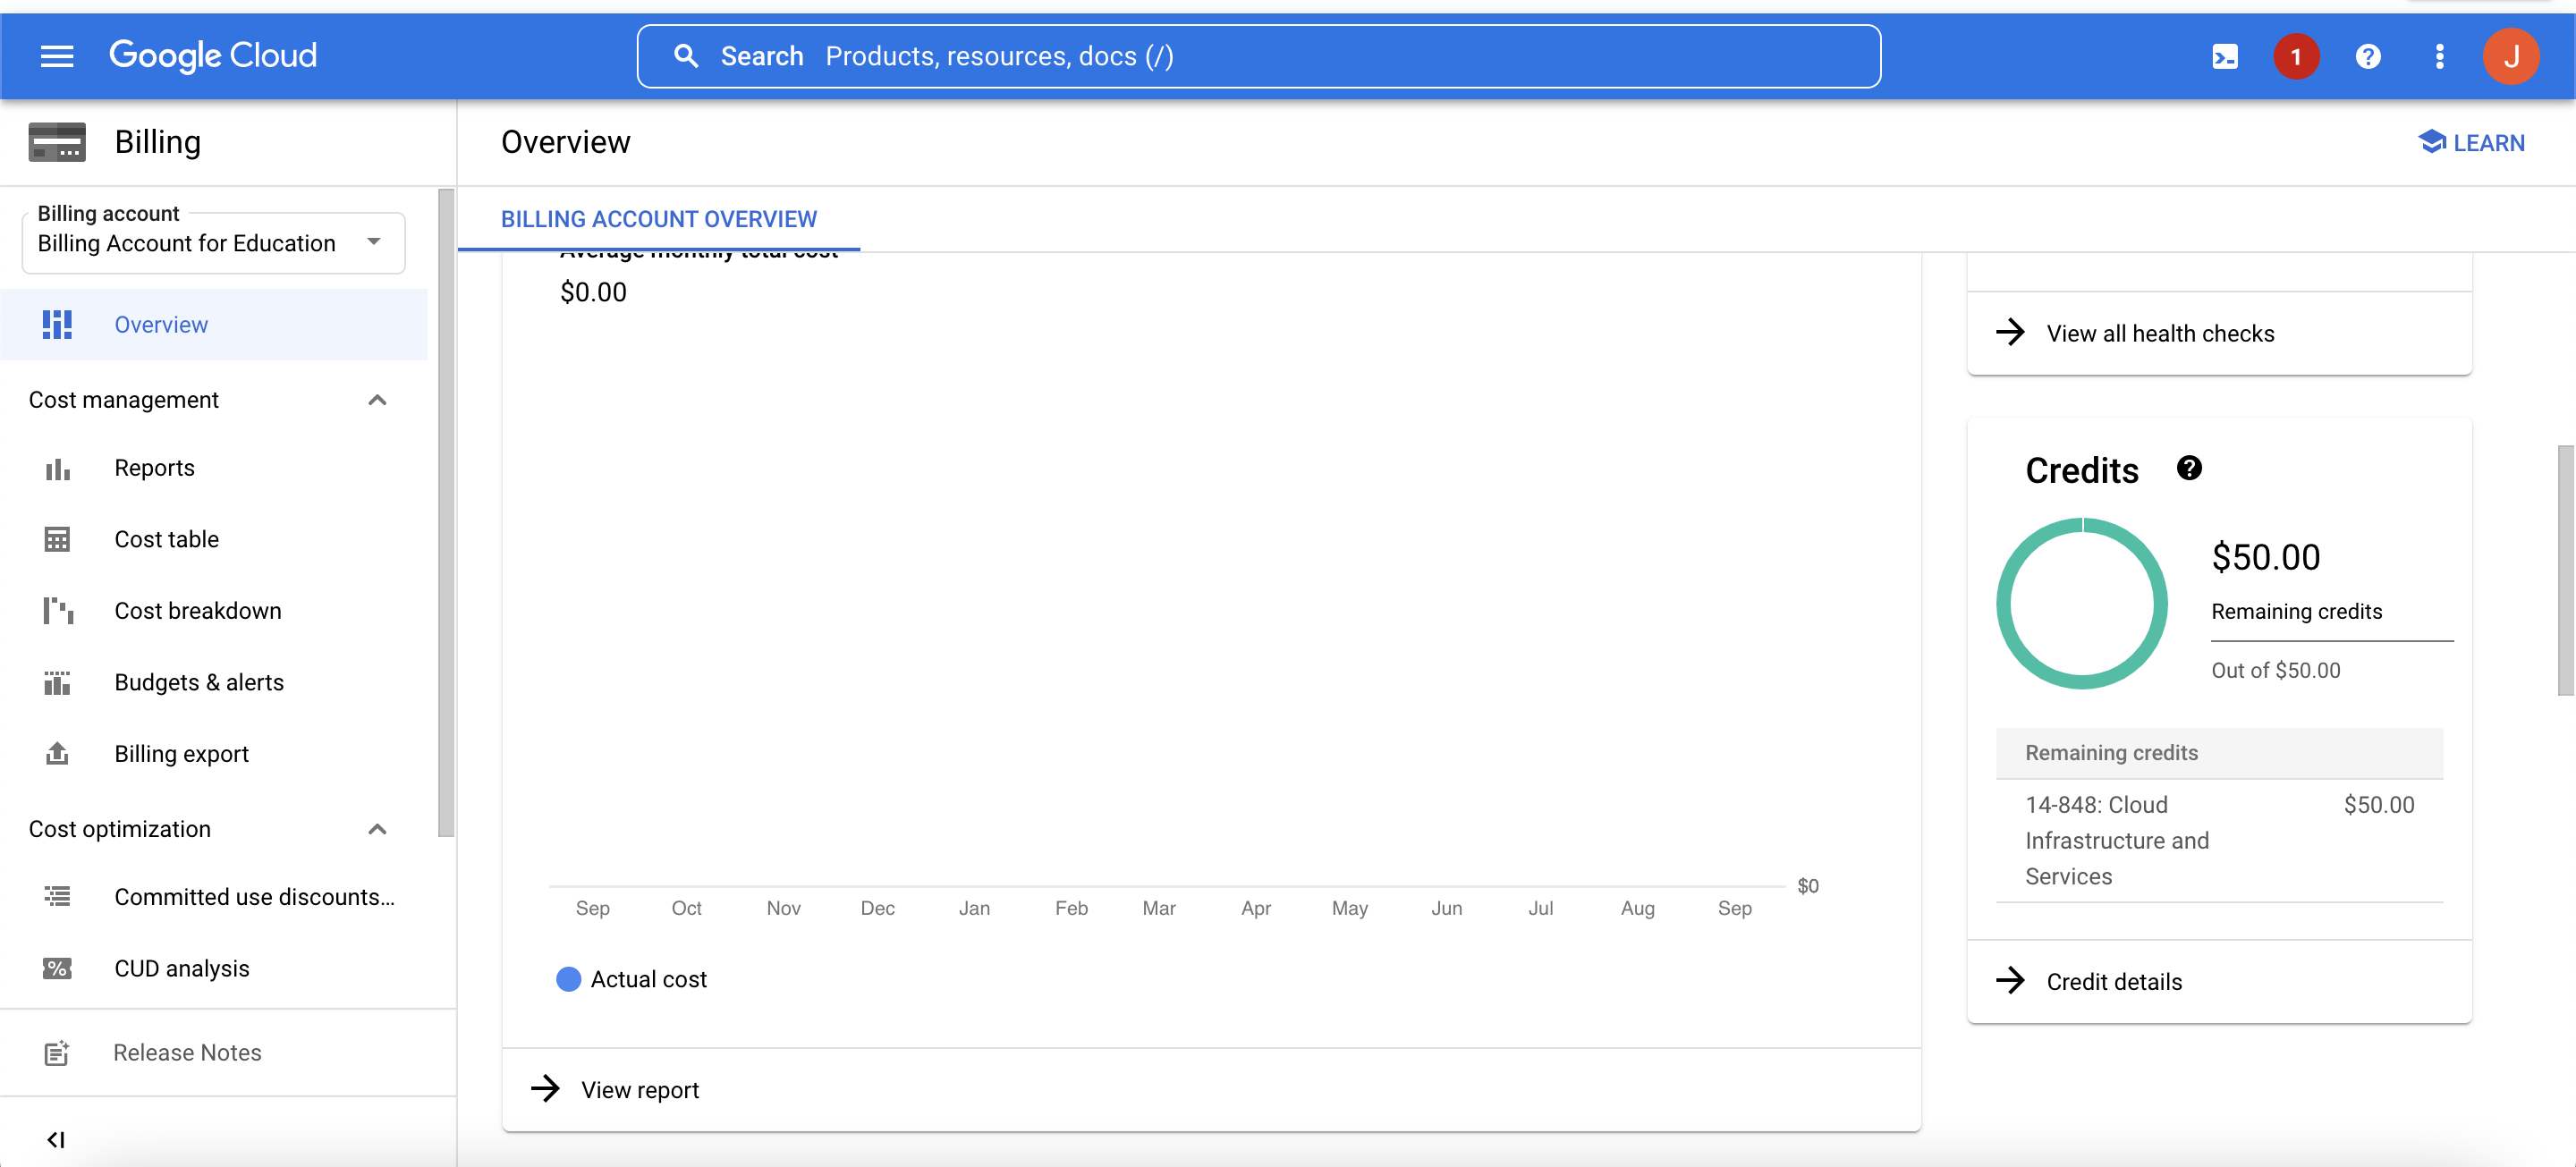 Google Cloud
Search Products, resources, docs (/)
1
J
Billing
Overview
LEARN
Billing account
Billing Account for Education
BILLING ACCOUNT OVERVIEW
Overview
Cost management
Reports
Cost table
Cost breakdown
Budgets & alerts
Billing export
Cost optimization
Committed use discounts...
CUD analysis
Release Notes
Average monthly total cost
$0.00
$0
Sep Oct Nov Dec Jan Feb Mar Apr May Jun Jul Aug Sep
Actual cost
View report
View all health checks
Credits
$50.00
Remaining credits
Out of $50.00
Remaining credits
14-848: Cloud $50.00
Infrastructure and
Services
Credit details